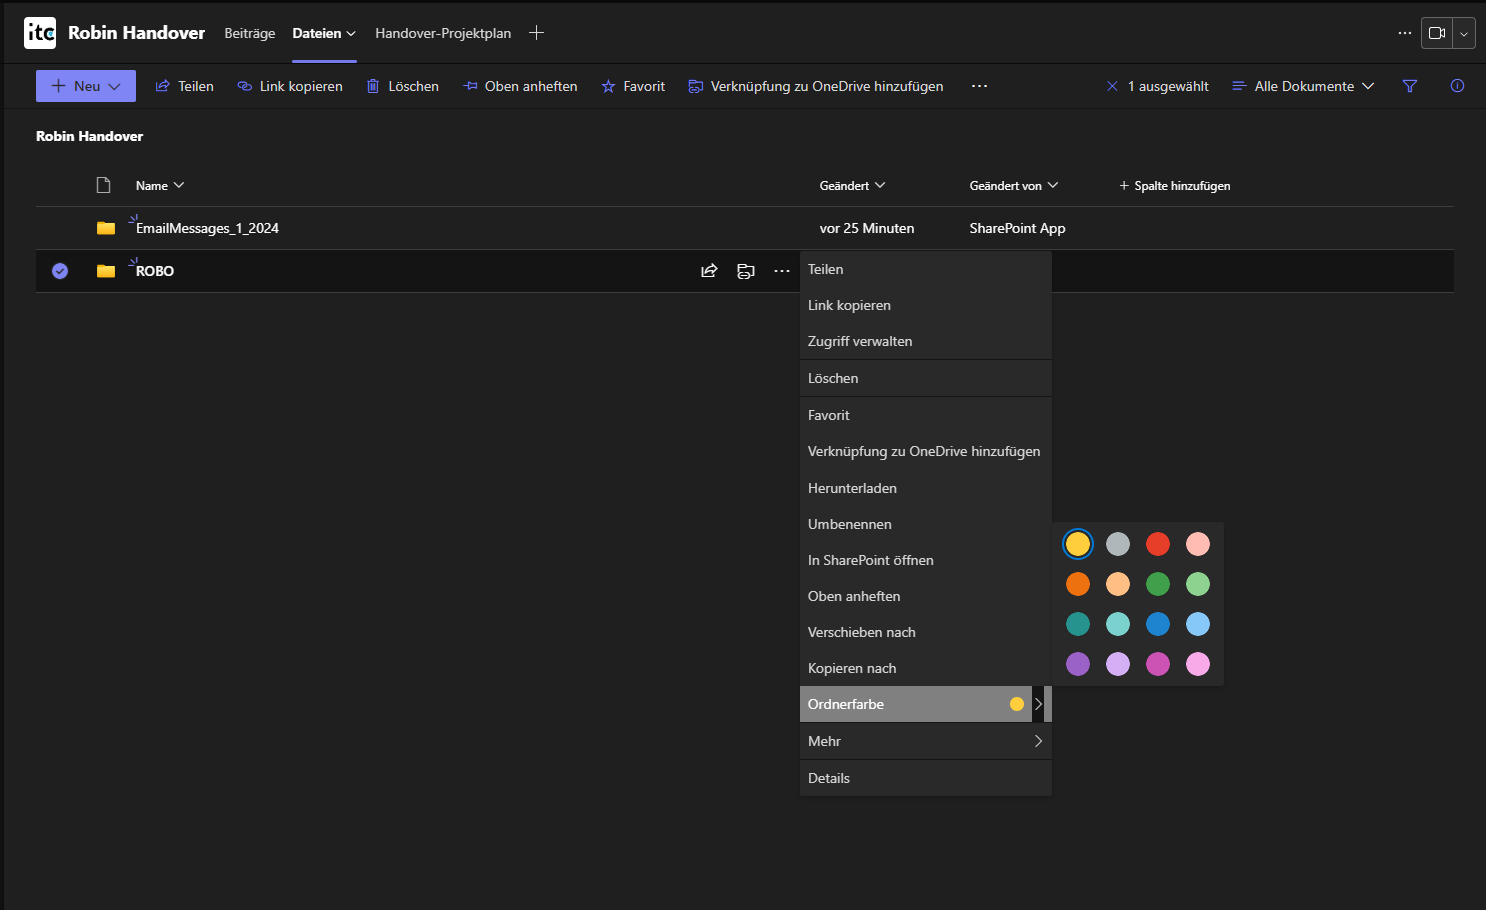 itc Robin Handover Beiträge Dateien Handover-Projektplan
Neu Teilen Link kopieren Löschen Oben anheften Favorit Verknüpfung zu OneDrive hinzufügen ... 1 ausgewählt Alle Dokumente
Robin Handover
Name Geändert Geändert von + Spalte hinzufügen
EmailMessages_1_2024 vor 25 Minuten SharePoint App
ROBO
Teilen
Link kopieren
Zugriff verwalten
Löschen
Favorit
Verknüpfung zu OneDrive hinzufügen
Herunterladen
Umbenennen
In SharePoint öffnen
Oben anheften
Verschieben nach
Kopieren nach
Ordnerfarbe
Mehr
Details